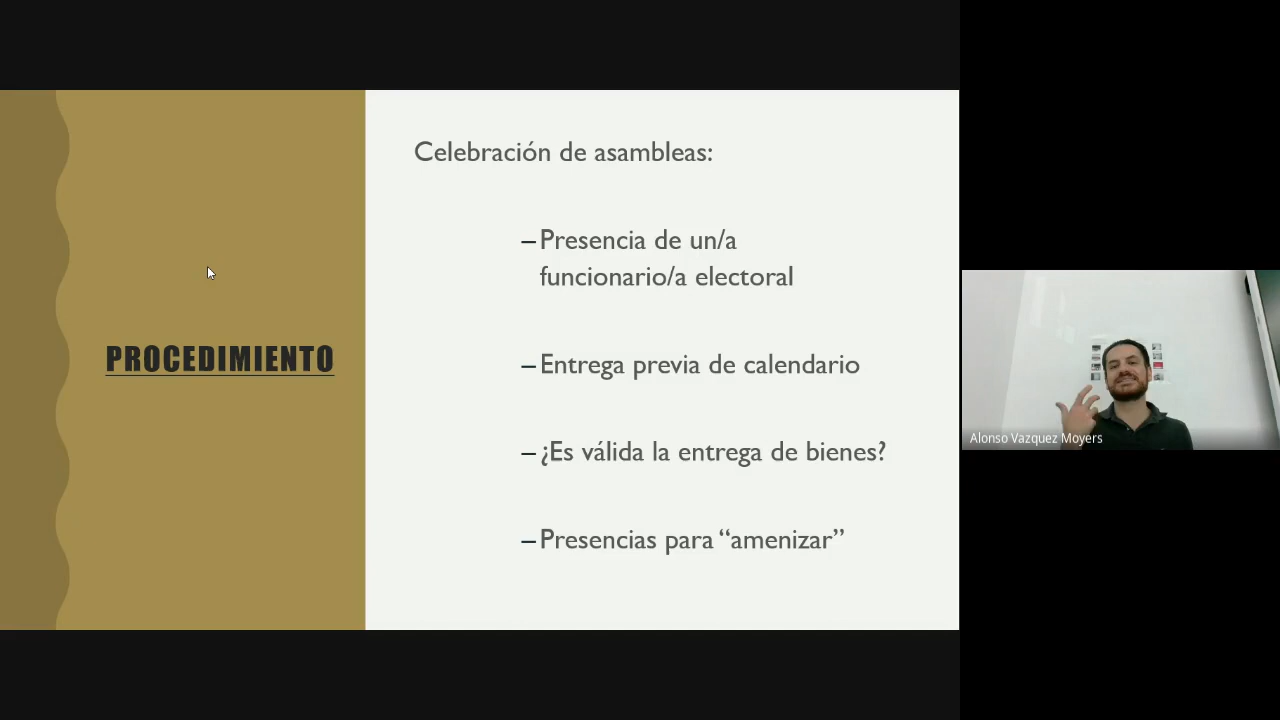 PROCEDIMIENTO
Celebración de asambleas:
–Presencia de un/a
funcionario/a electoral
–Entrega previa de calendario
–¿Es válida la entrega de bienes?
–Presencias para “amenizar”
Alonso Vazquez Moyers